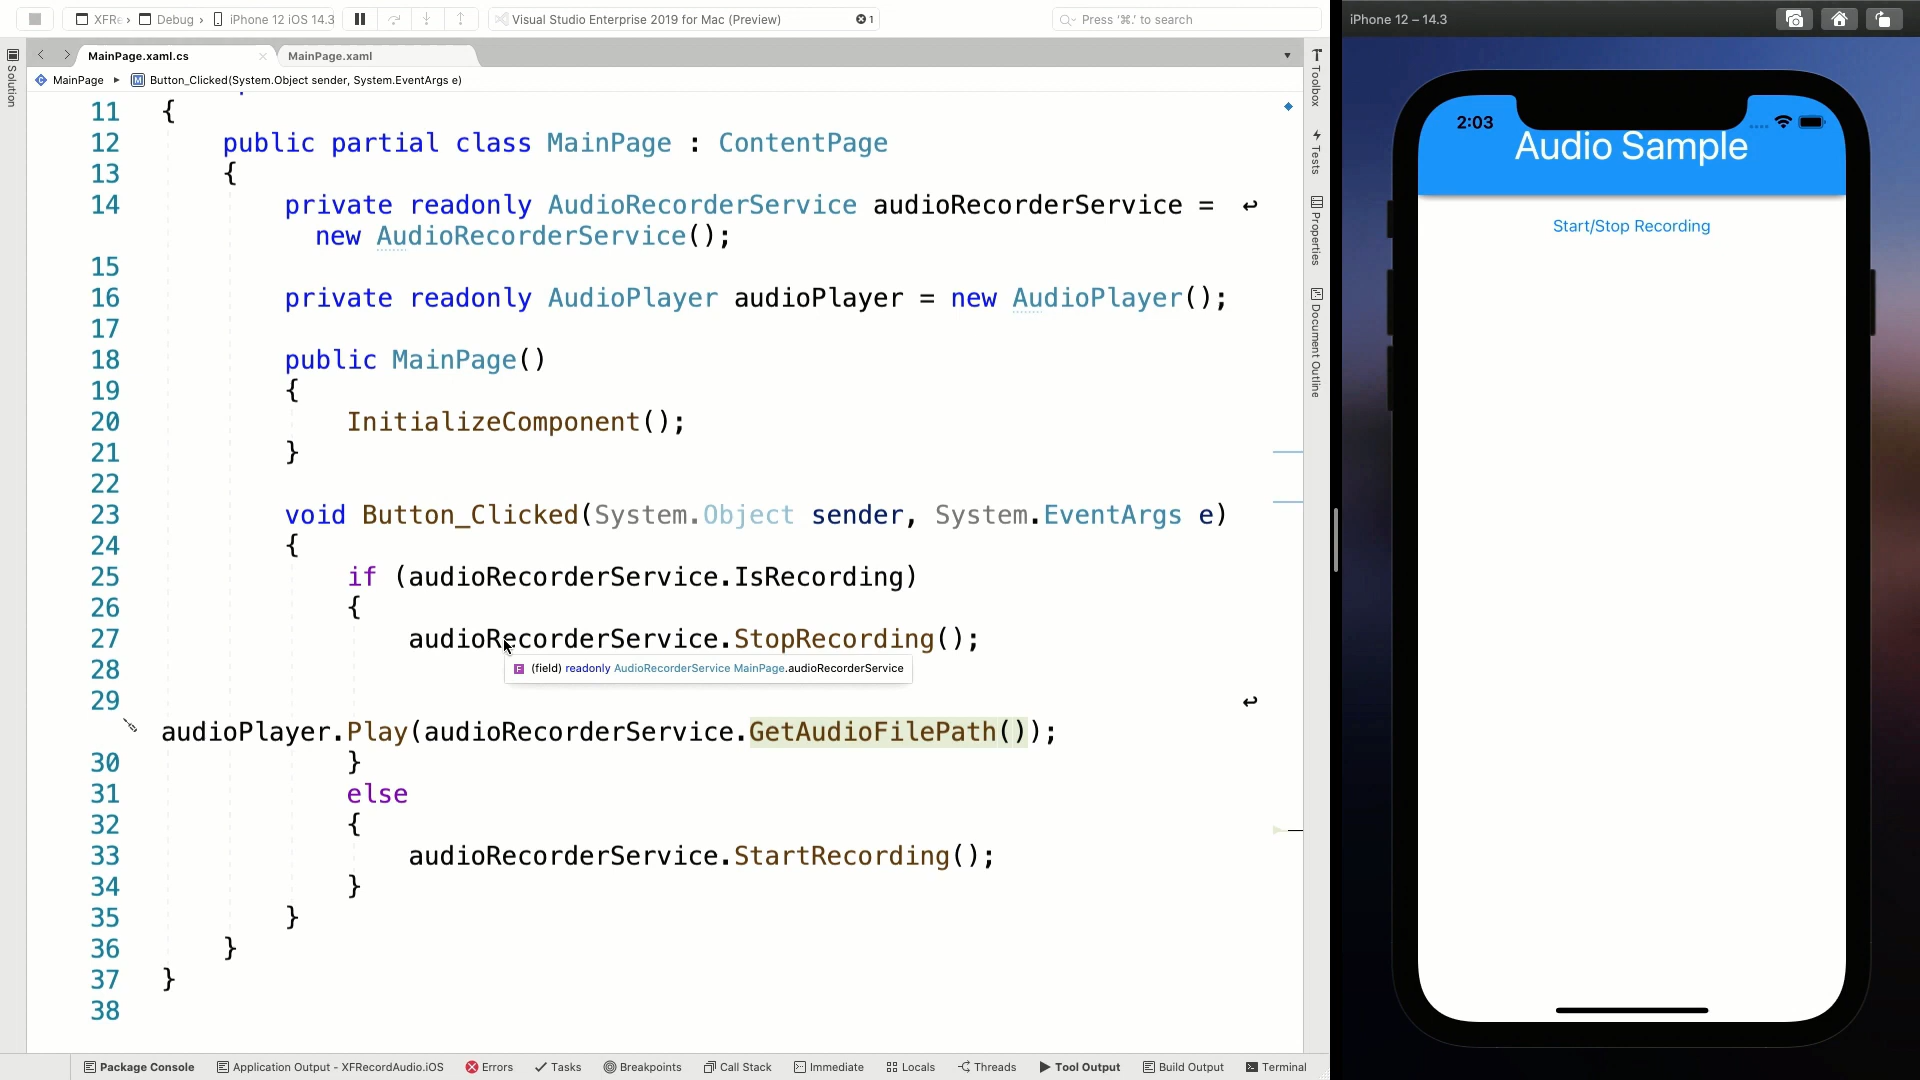 XFRe › Debug › iPhone 12 iOS 14.3
Visual Studio Enterprise 2019 for Mac (Preview)
1
Press ‘⌘.’ to search
iPhone 12 – 14.3
MainPage.xaml.cs
MainPage.xaml
MainPage ▸ Button_Clicked(System.Object sender, System.EventArgs e)
Solution
11 {
12 public partial class MainPage : ContentPage
13 {
14 private readonly AudioRecorderService audioRecorderService =
new AudioRecorderService();
15
16 private readonly AudioPlayer audioPlayer = new AudioPlayer();
17
18 public MainPage()
19 {
20 InitializeComponent();
21 }
22
23 void Button_Clicked(System.Object sender, System.EventArgs e)
24 {
25 if (audioRecorderService.IsRecording)
26 {
27 audioRecorderService.StopRecording();
(field) readonly AudioRecorderService MainPage.audioRecorderService
28
29
audioPlayer.Play(audioRecorderService.GetAudioFilePath());
30 }
31 else
32 {
33 audioRecorderService.StartRecording();
34 }
35 }
36 }
37 }
38
Toolbox
Tests
Properties
Document Outline
2:03
Audio Sample
Start/Stop Recording
Package Console
Application Output - XFRecordAudio.iOS
Errors
Tasks
Breakpoints
Call Stack
Immediate
Locals
Threads
Tool Output
Build Output
Terminal